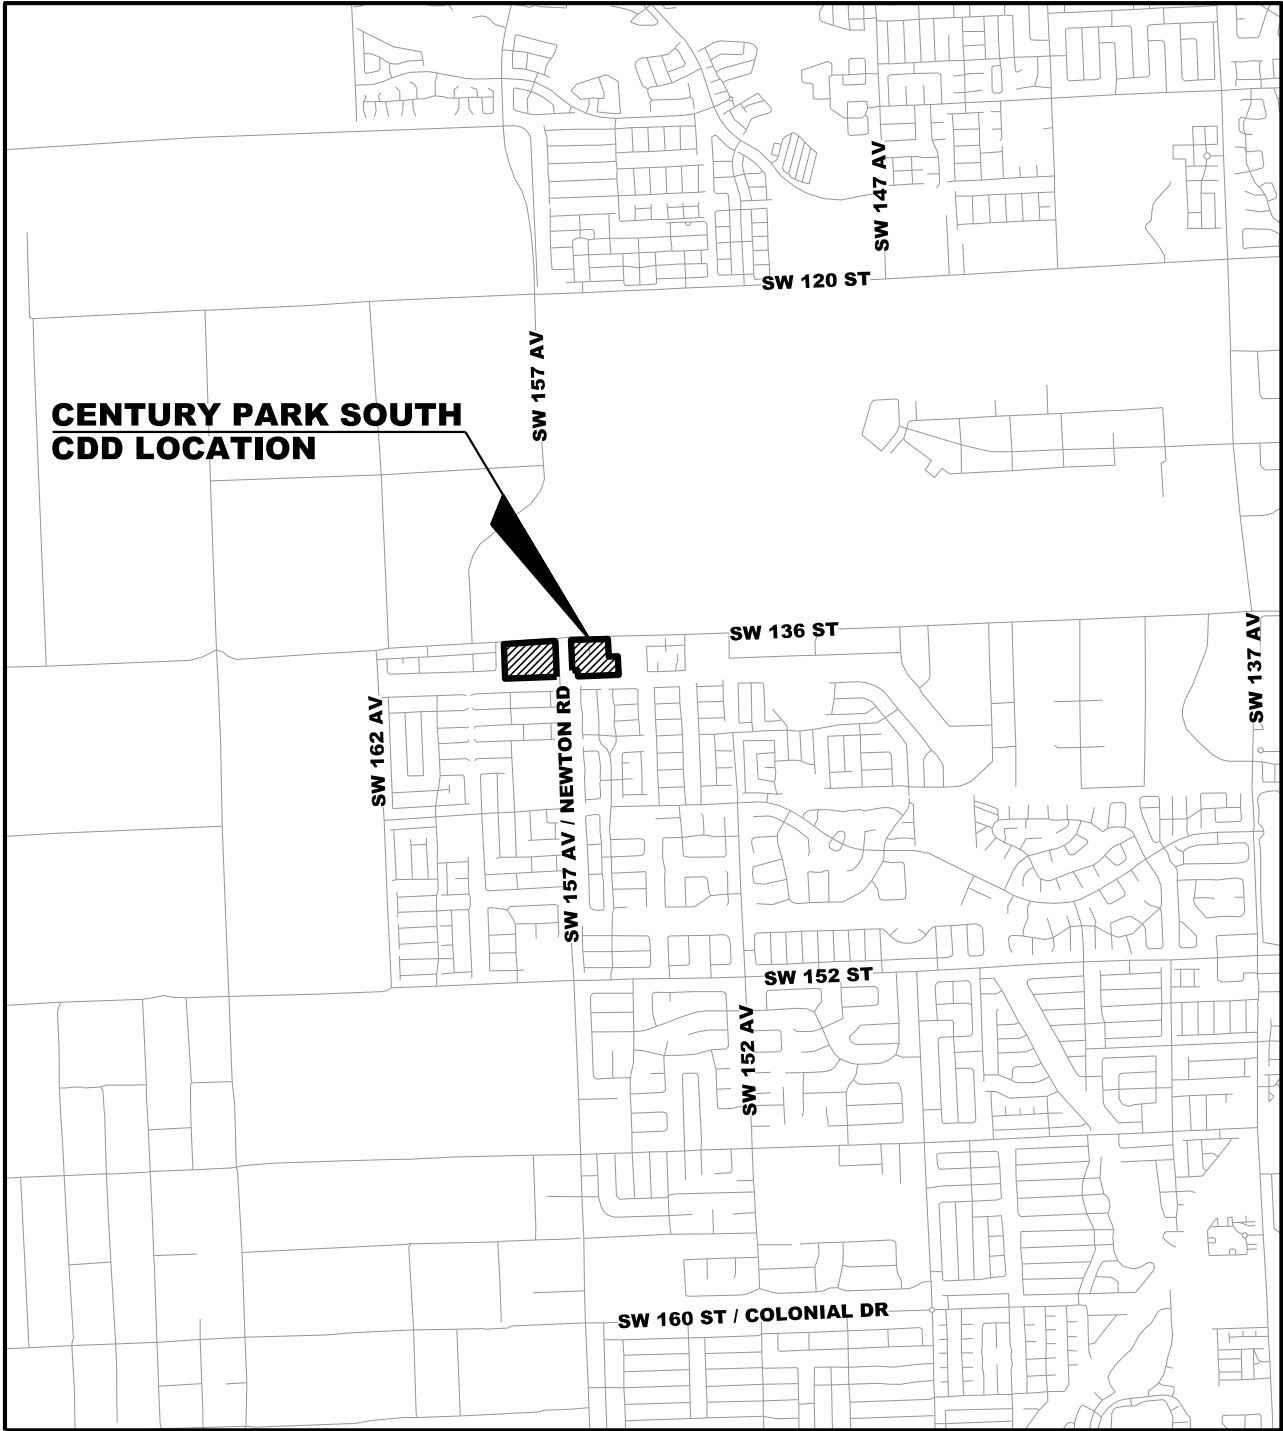 SW 147 AV
SW 120 ST
SW 157 AV
CENTURY PARK SOUTH
CDD LOCATION
SW 136 ST
SW 137 AV
SW 162 AV
SW 157 AV / NEWTON RD
SW 152 ST
SW 152 AV
SW 160 ST / COLONIAL DR